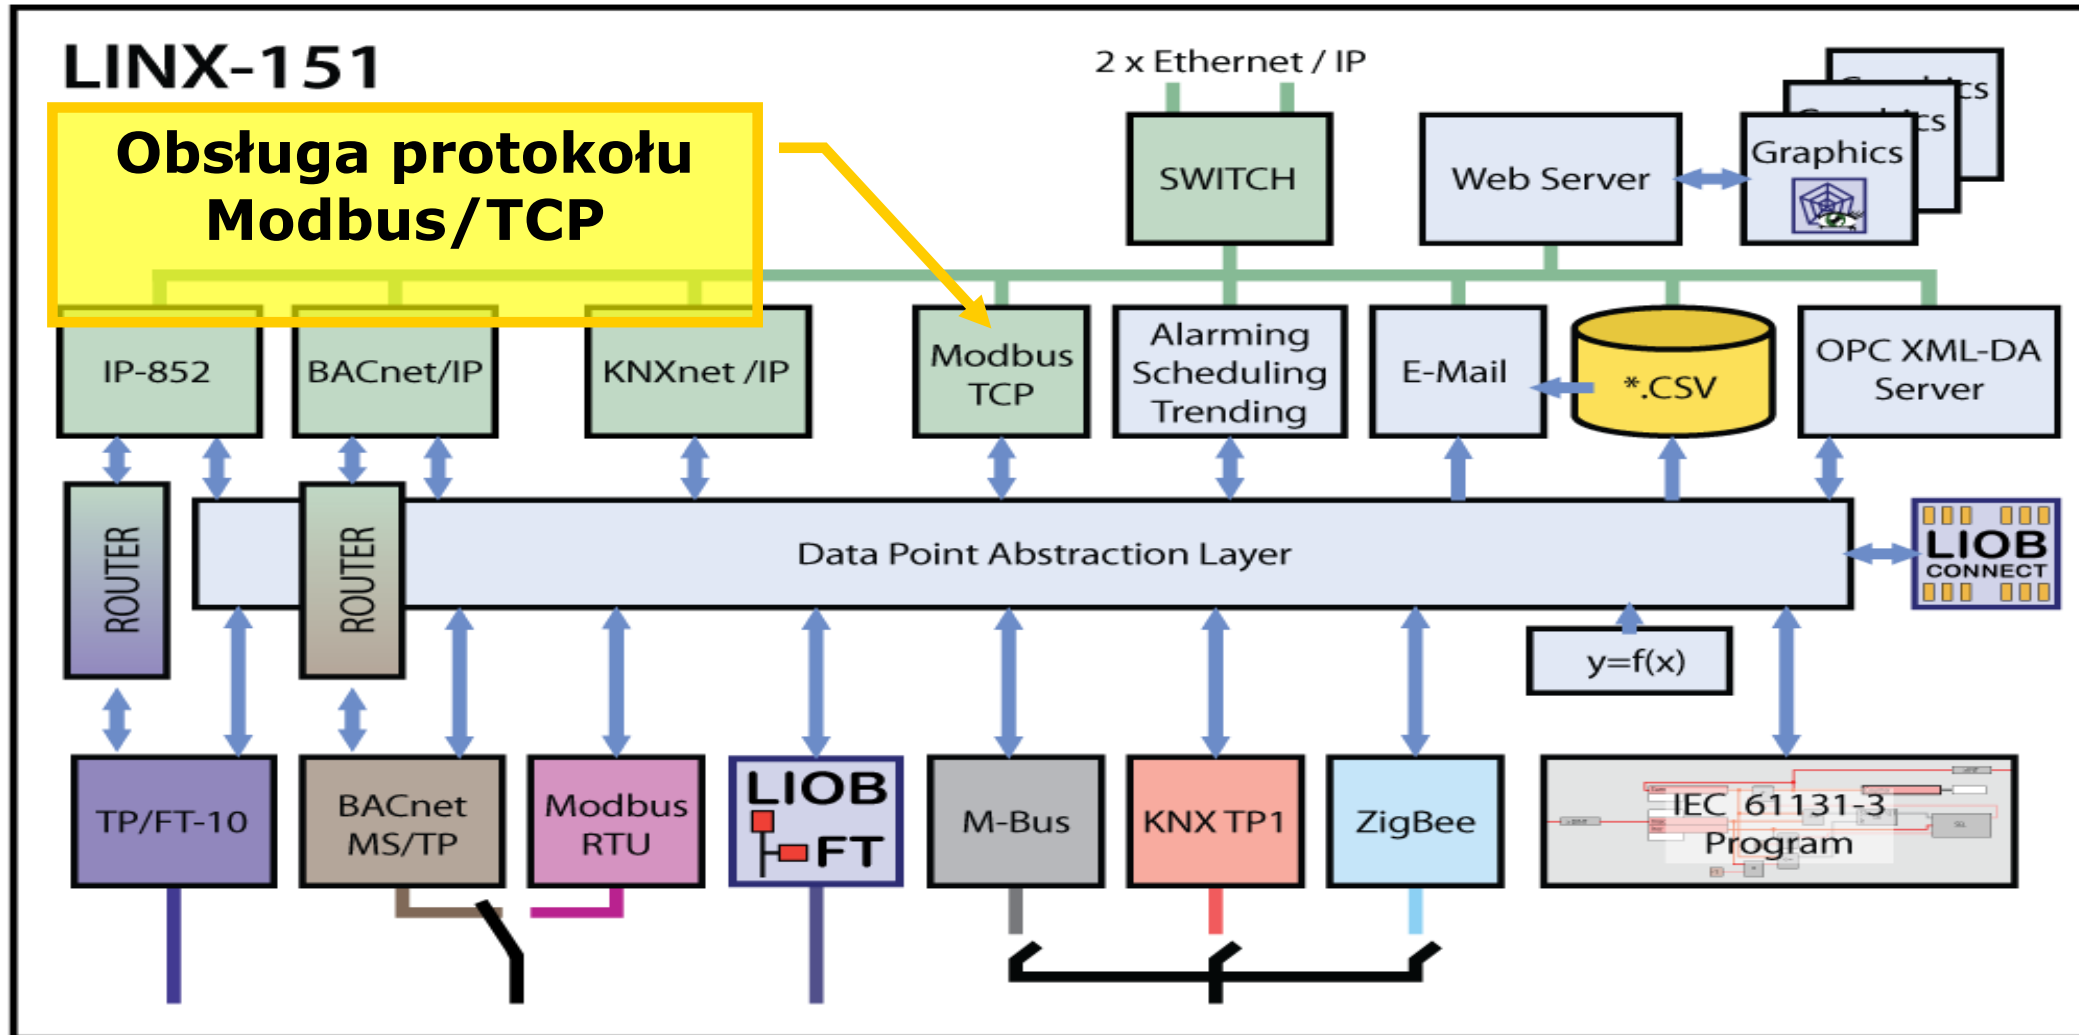 LINX-151
2 x Ethernet / IP
Obsługa protokołu
Modbus/TCP
SWITCH
Web Server
Graphics
cs
cs
IP-852
BACnet/IP
KNXnet /IP
Modbus
TCP
Alarming
Scheduling
Trending
E-Mail
*.CSV
OPC XML-DA
Server
ROUTER
ROUTER
Data Point Abstraction Layer
LIOB
CONNECT
y=f(x)
TP/FT-10
BACnet
MS/TP
Modbus
RTU
LIOB
FT
M-Bus
KNX TP1
ZigBee
IEC 61131-3
Program